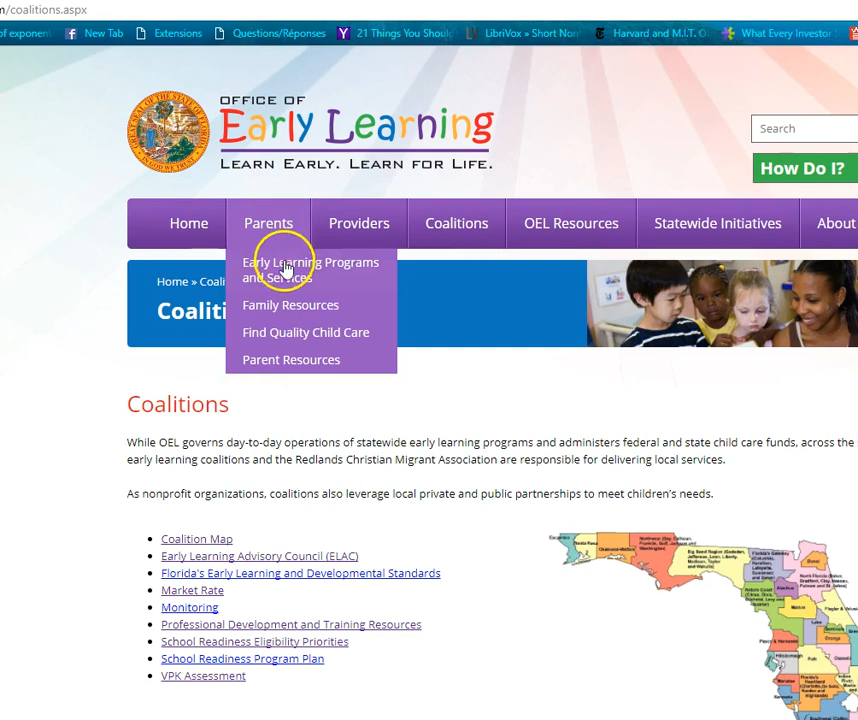 m/coalitions.aspx
of exponent New Tab Extensions Questions/Réponses 21 Things You Should LibriVox » Short Non Harvard and M.I.T. O What Every Investor
OFFICE OF
Early Learning
LEARN EARLY. LEARN FOR LIFE.
Search
How Do I?
Home Parents Providers Coalitions OEL Resources Statewide Initiatives About
Early Learning Programs
and Services
Family Resources
Find Quality Child Care
Parent Resources
Home » Coali
Coaliti
Coalitions
While OEL governs day-to-day operations of statewide early learning programs and administers federal and state child care funds, across the
early learning coalitions and the Redlands Christian Migrant Association are responsible for delivering local services.
As nonprofit organizations, coalitions also leverage local private and public partnerships to meet children's needs.
Coalition Map
Early Learning Advisory Council (ELAC)
Florida's Early Learning and Developmental Standards
Market Rate
Monitoring
Professional Development and Training Resources
School Readiness Eligibility Priorities
School Readiness Program Plan
VPK Assessment